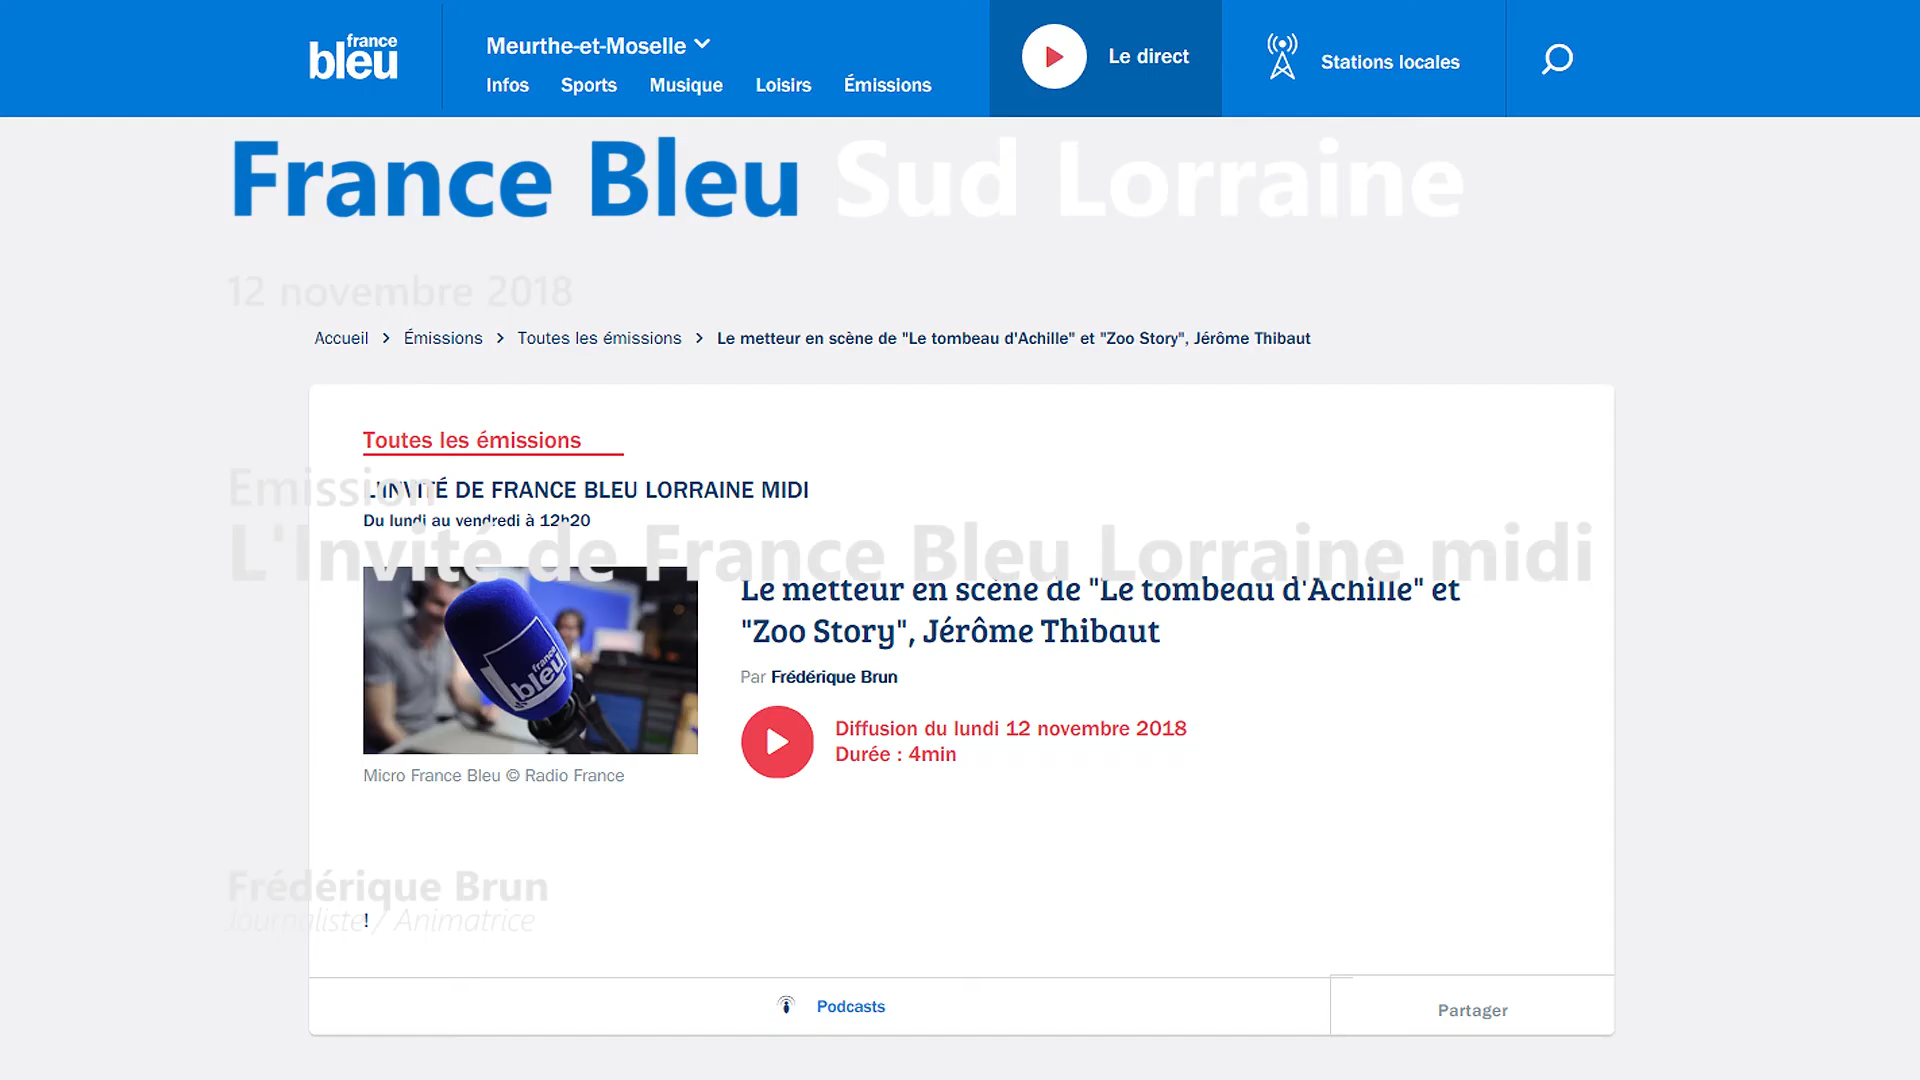 france
bleu
Meurthe-et-Moselle
Infos Sports Musique Loisirs Émissions
Le direct
Stations locales
France Bleu Sud Lorraine
12 novembre 2018
Accueil > Émissions > Toutes les émissions > Le metteur en scène de "Le tombeau d'Achille" et "Zoo Story", Jérôme Thibaut
Toutes les émissions
Emission
L'INVITÉ DE FRANCE BLEU LORRAINE MIDI
Du lundi au vendredi à 12h20
L'Invité de France Bleu Lorraine midi
Le metteur en scène de "Le tombeau d'Achille" et
"Zoo Story", Jérôme Thibaut
france
bleu
Par Frédérique Brun
Diffusion du lundi 12 novembre 2018
Durée : 4min
Micro France Bleu © Radio France
Frédérique Brun
Journaliste / Animatrice
!
Podcasts
Partager